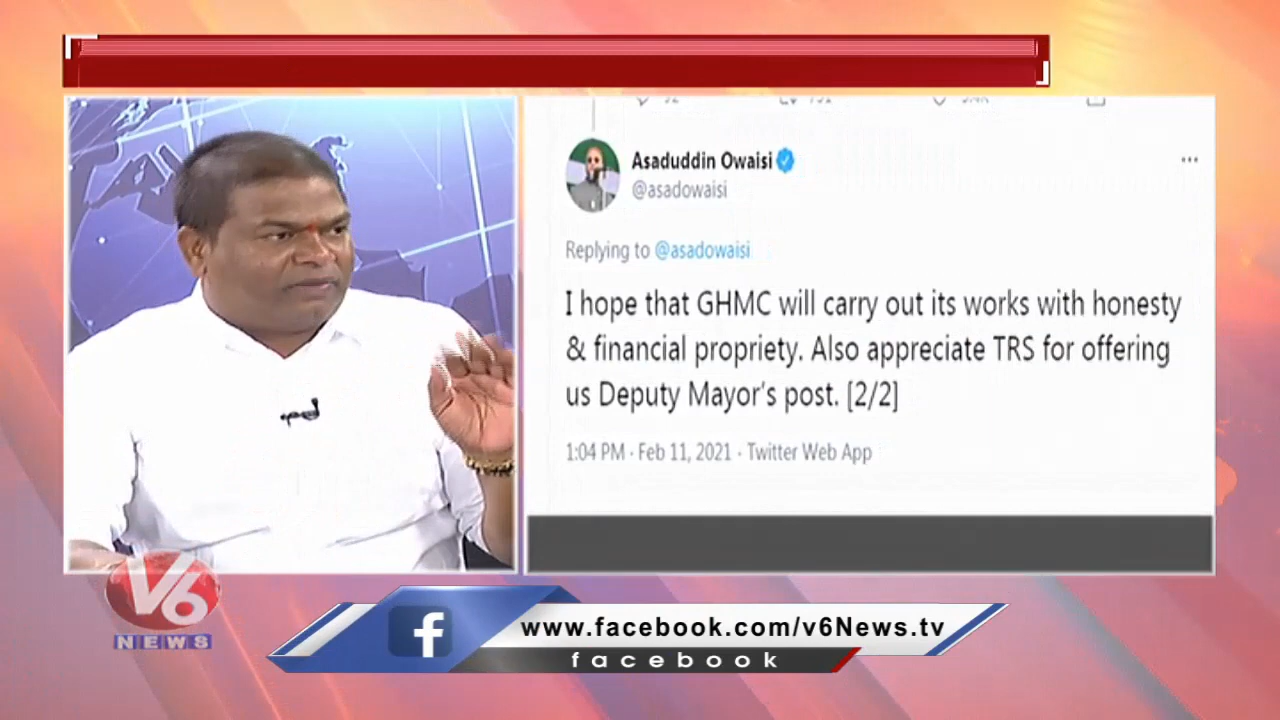 Asaduddin Owaisi
@asadowaisi
Replying to @asadowaisi
I hope that GHMC will carry out its works with honesty
& financial propriety. Also appreciate TRS for offering
us Deputy Mayor's post. [2/2]
1:04 PM · Feb 11, 2021 · Twitter Web App
V6
NEWS
f
www.facebook.com/v6News.tv
facebook